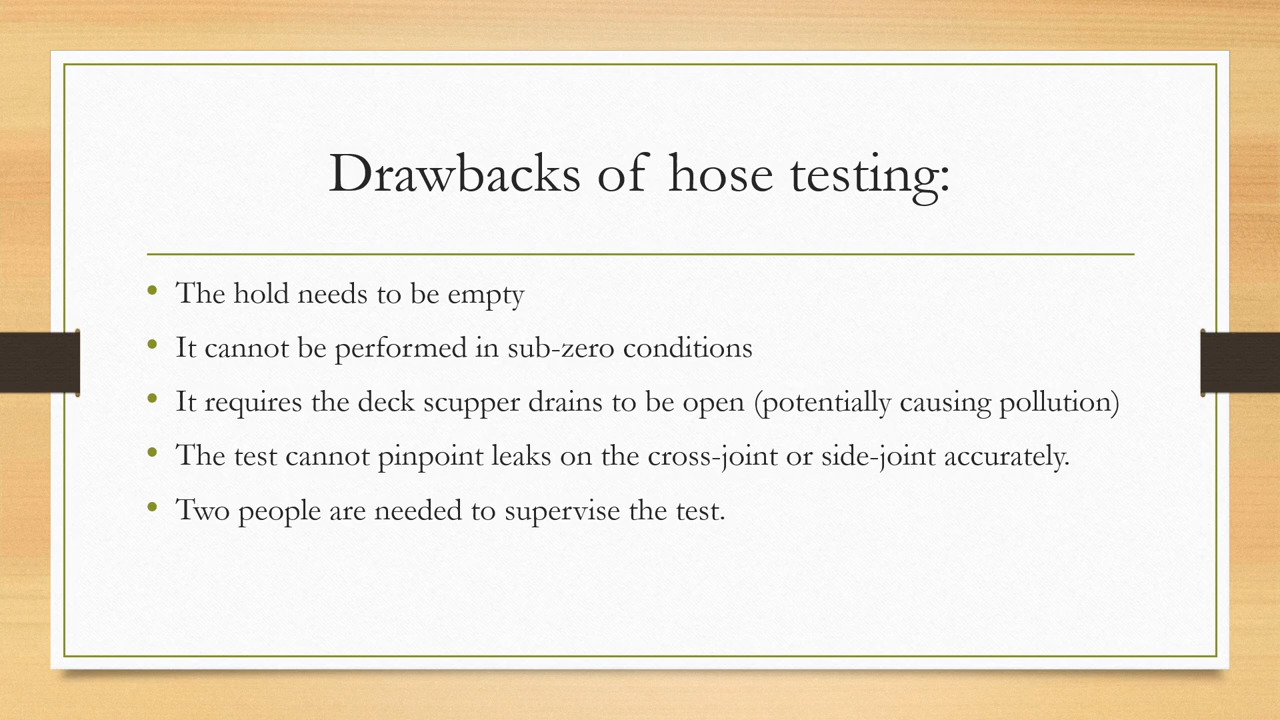 Drawbacks of hose testing:
• The hold needs to be empty
• It cannot be performed in sub-zero conditions
• It requires the deck scupper drains to be open (potentially causing pollution)
• The test cannot pinpoint leaks on the cross-joint or side-joint accurately.
• Two people are needed to supervise the test.